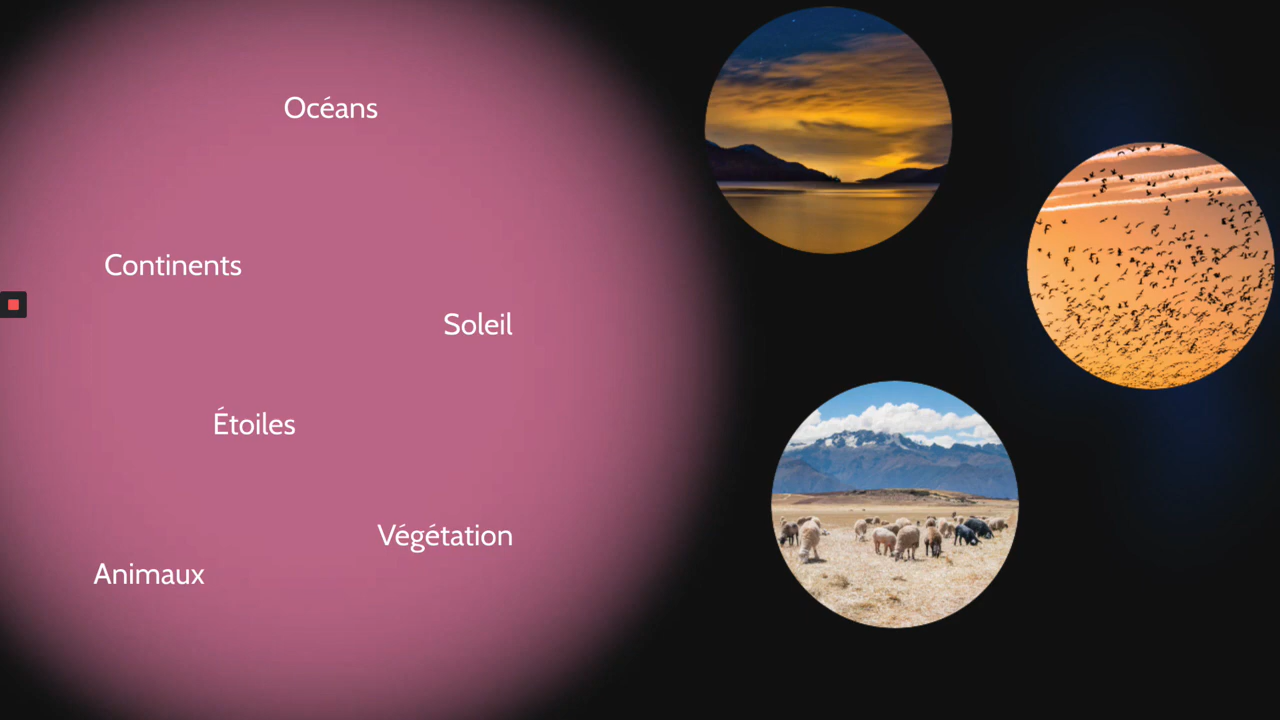 Océans
Continents
Soleil
Étoiles
Végétation
Animaux